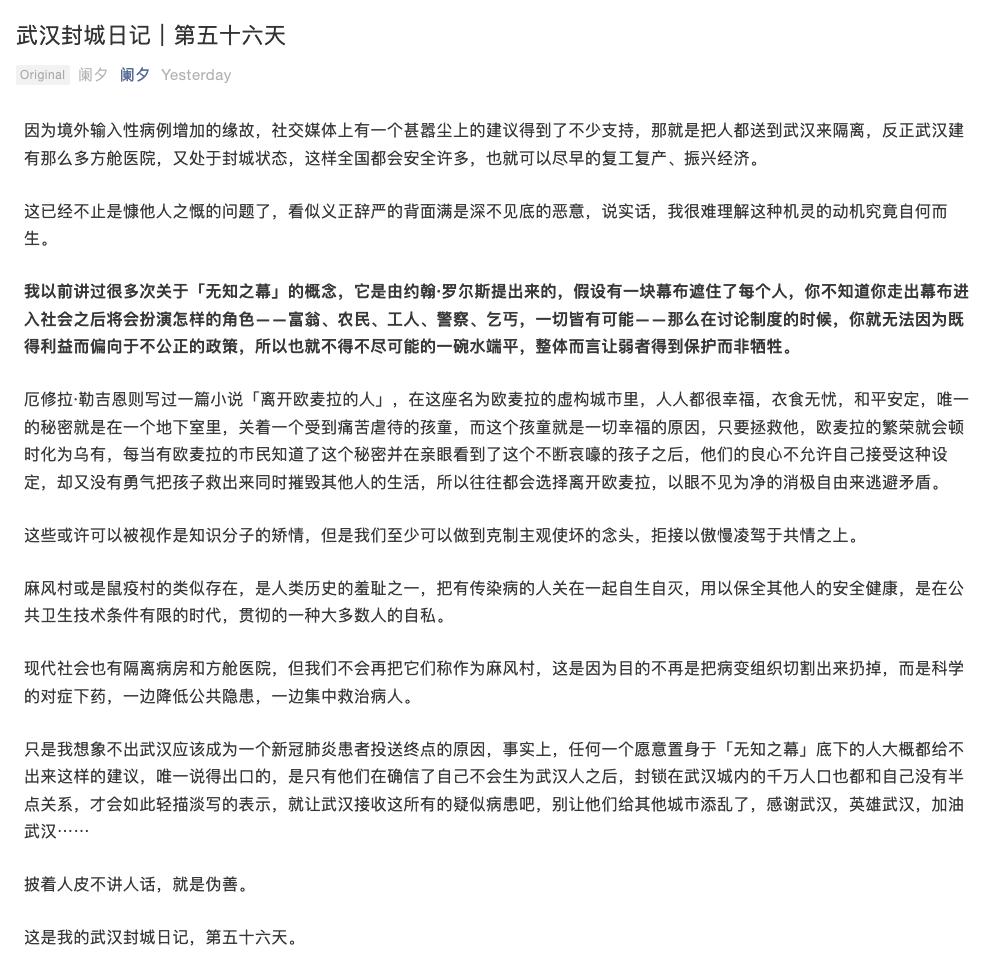 武汉封城日记｜第五十六天
Original 阑夕 阑夕 Yesterday
因为境外输入性病例增加的缘故，社交媒体上有一个甚嚣尘上的建议得到了不少支持，那就是把人都送到武汉来隔离，反正武汉建
有那么多方舱医院，又处于封城状态，这样全国都会安全许多，也就可以尽早的复工复产、振兴经济。
这已经不止是慷他人之慨的问题了，看似义正辞严的背面满是深不见底的恶意，说实话，我很难理解这种机灵的动机究竟自何而
生。
我以前讲过很多次关于「无知之幕」的概念，它是由约翰·罗尔斯提出来的，假设有一块幕布遮住了每个人，你不知道你走出幕布进
入社会之后将会扮演怎样的角色——富翁、农民、工人、警察、乞丐，一切皆有可能——那么在讨论制度的时候，你就无法因为既
得利益而偏向于不公正的政策，所以也就不得不尽可能的一碗水端平，整体而言让弱者得到保护而非牺牲。
厄修拉·勒吉恩则写过一篇小说「离开欧麦拉的人」，在这座名为欧麦拉的虚构城市里，人人都很幸福，衣食无忧，和平安定，唯一
的秘密就是在一个地下室里，关着一个受到痛苦虐待的孩童，而这个孩童就是一切幸福的原因，只要拯救他，欧麦拉的繁荣就会顿
时化为乌有，每当有欧麦拉的市民知道了这个秘密并在亲眼看到了这个不断哀嚎的孩子之后，他们的良心不允许自己接受这种设
定，却又没有勇气把孩子救出来同时摧毁其他人的生活，所以往往都会选择离开欧麦拉，以眼不见为净的消极自由来逃避矛盾。
这些或许可以被视作是知识分子的矫情，但是我们至少可以做到克制主观使坏的念头，拒接以傲慢凌驾于共情之上。
麻风村或是鼠疫村的类似存在，是人类历史的羞耻之一，把有传染病的人关在一起自生自灭，用以保全其他人的安全健康，是在公
共卫生技术条件有限的时代，贯彻的一种大多数人的自私。
现代社会也有隔离病房和方舱医院，但我们不会再把它们称作为麻风村，这是因为目的不再是把病变组织切割出来扔掉，而是科学
的对症下药，一边降低公共隐患，一边集中救治病人。
只是我想象不出武汉应该成为一个新冠肺炎患者投送终点的原因，事实上，任何一个愿意置身于「无知之幕」底下的人大概都给不
出来这样的建议，唯一说得出口的，是只有他们在确信了自己不会生为武汉人之后，封锁在武汉城内的千万人口也都和自己没有半
点关系，才会如此轻描淡写的表示，就让武汉接收这所有的疑似病患吧，别让他们给其他城市添乱了，感谢武汉，英雄武汉，加油
武汉……
披着人皮不讲人话，就是伪善。
这是我的武汉封城日记，第五十六天。